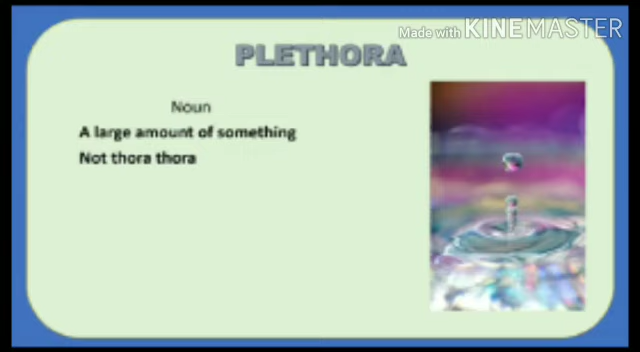 Made with KINEMASTER
PLETHORA
Noun
A large amount of something
Not thora thora